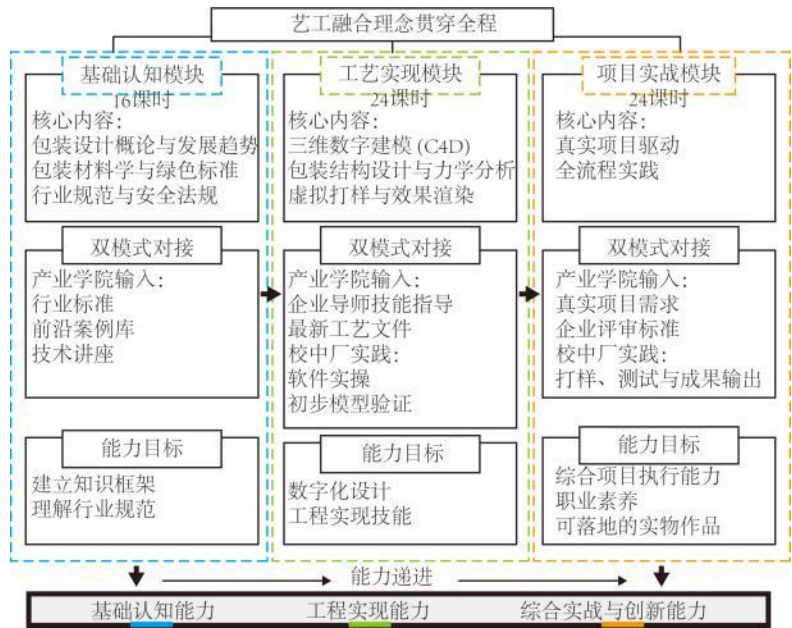 艺工融合理念贯穿全程
基础认知模块
16课时
核心内容：
包装设计概论与发展趋势
包装材料学与绿色标准
行业规范与安全法规
双模式对接
产业学院输入：
行业标准
前沿案例库
技术讲座
能力目标
建立知识框架
理解行业规范
工艺实现模块
24课时
核心内容：
三维数字建模 (C4D)
包装结构设计与力学分析
虚拟打样与效果渲染
双模式对接
产业学院输入：
企业导师技能指导
最新工艺文件
校中厂实践：
软件实操
初步模型验证
能力目标
数字化设计
工程实现技能
项目实战模块
24课时
核心内容：
真实项目驱动
全流程实践
双模式对接
产业学院输入：
真实项目需求
企业评审标准
校中厂实践：
打样、测试与成果输出
能力目标
综合项目执行能力
职业素养
可落地的实物作品
能力递进
基础认知能力
工程实现能力
综合实战与创新能力